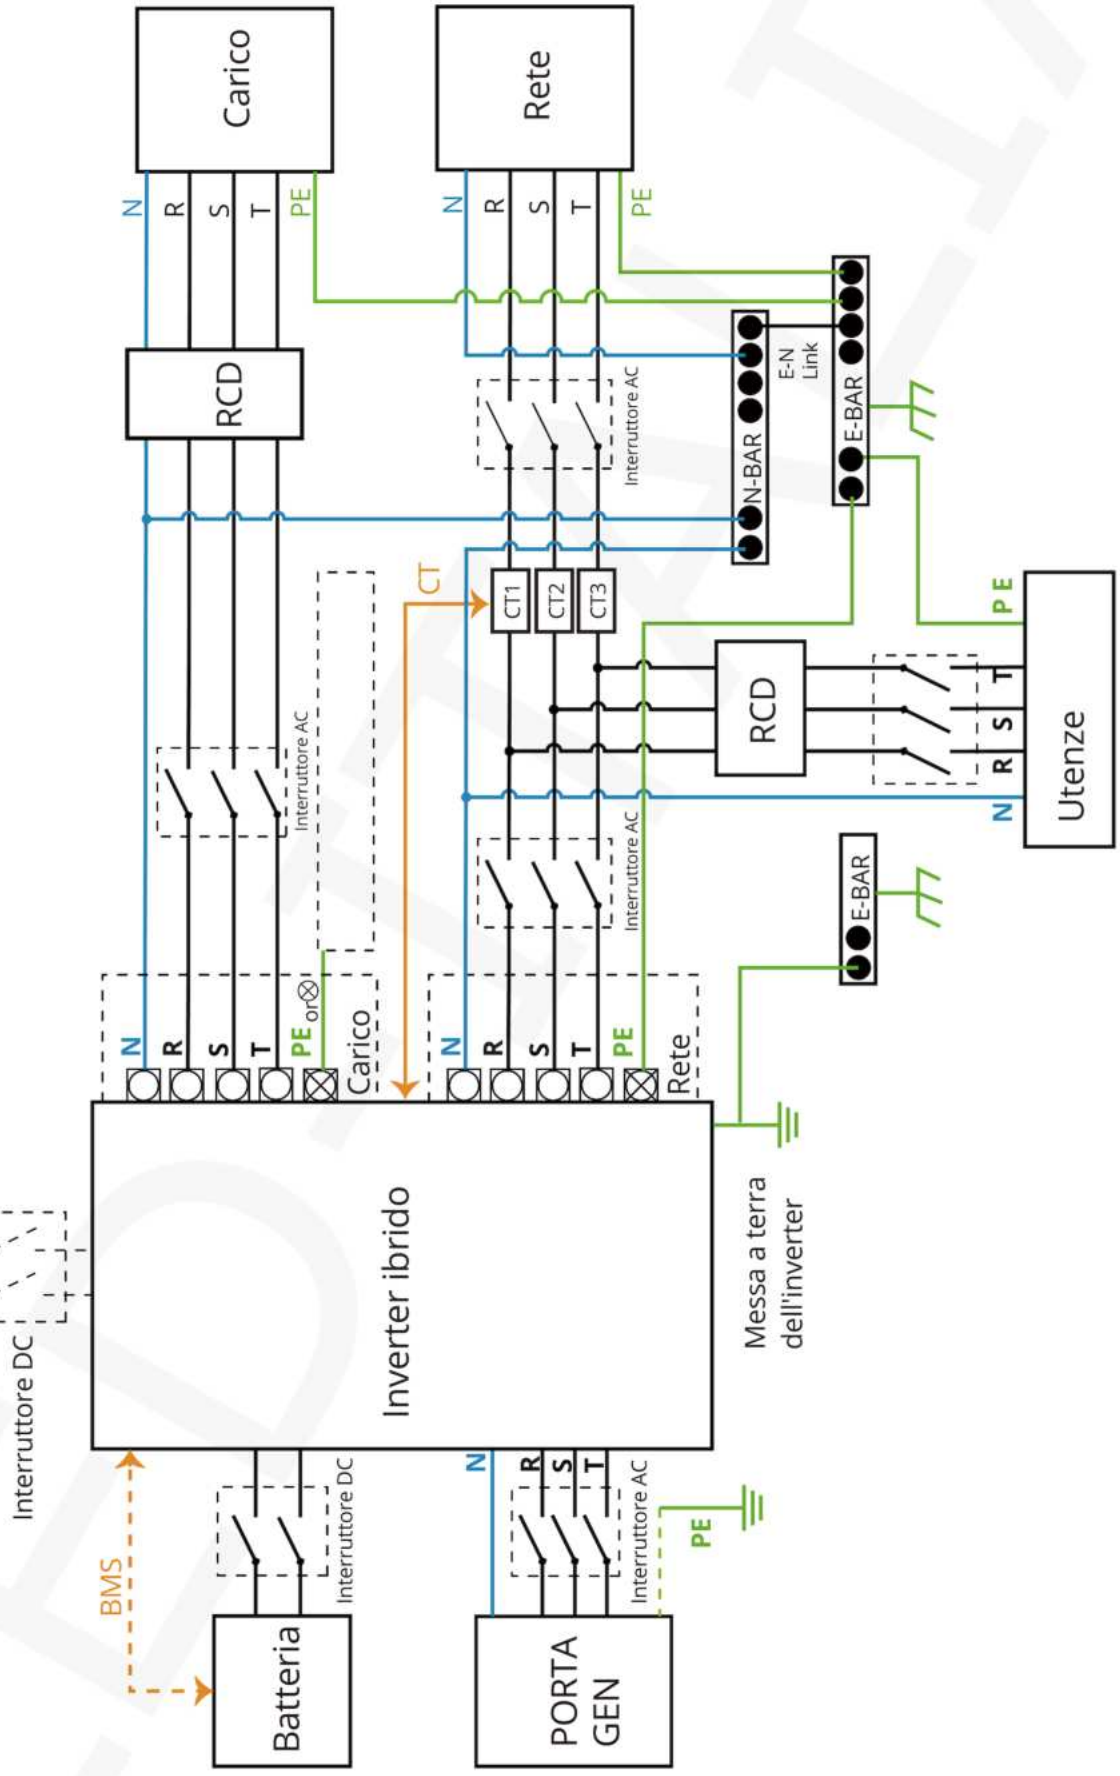 Interruttore DC
BMS
Batteria
Interruttore DC
PORTA
GEN
N
R
S
T
Interruttore AC
PE
Inverter ibrido
Messa a terra
dell'inverter
N
R
S
T
PE or
Carico
N
R
S
T
PE
Rete
Interruttore AC
RCD
N
R
S
T
PE
Carico
CT
Interruttore AC
CT1
CT2
CT3
Interruttore AC
N
R
S
T
PE
Rete
N-BAR
E-N
Link
E-BAR
E-BAR
RCD
N
R
S
T
PE
Utenze